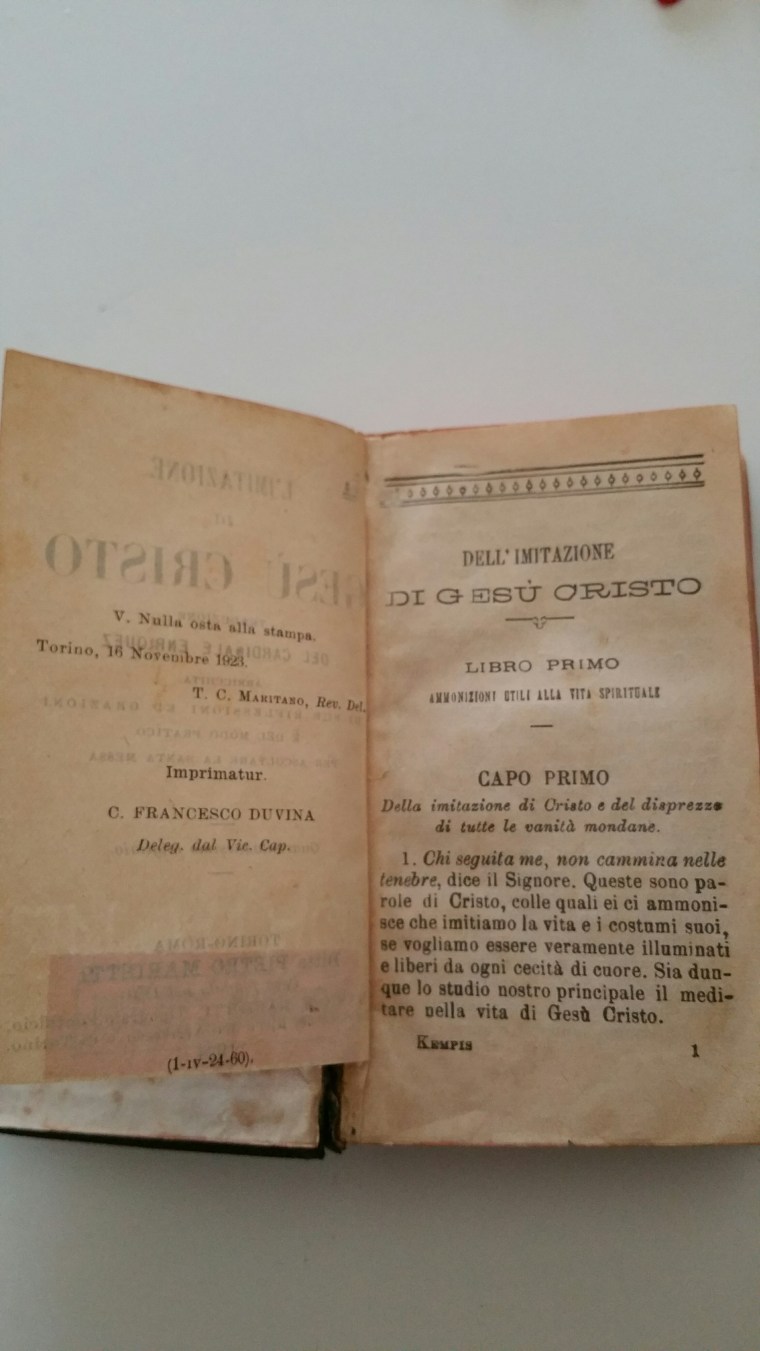 V. Nulla osta alla stampa.
Torino, 16 Novembre 1923.
T. C. MARITANO, Rev. Del.
Imprimatur.
C. FRANCESCO DUVINA
Deleg. dal Vic. Cap.
(1-IV-24-60).
DELL' IMITAZIONE
DI GESÙ CRISTO
LIBRO PRIMO
AMMONIZIONI UTILI ALLA VITA SPIRITUALE
CAPO PRIMO
Della imitazione di Cristo e del disprezzo
di tutte le vanità mondane.
1. Chi seguita me, non cammina nelle
tenebre, dice il Signore. Queste sono pa-
role di Cristo, colle quali ei ci ammoni-
sce che imitiamo la vita e i costumi suoi,
se vogliamo essere veramente illuminati
e liberi da ogni cecità di cuore. Sia dun-
que lo studio nostro principale il medi-
tare nella vita di Gesù Cristo.
KEMPIS 1